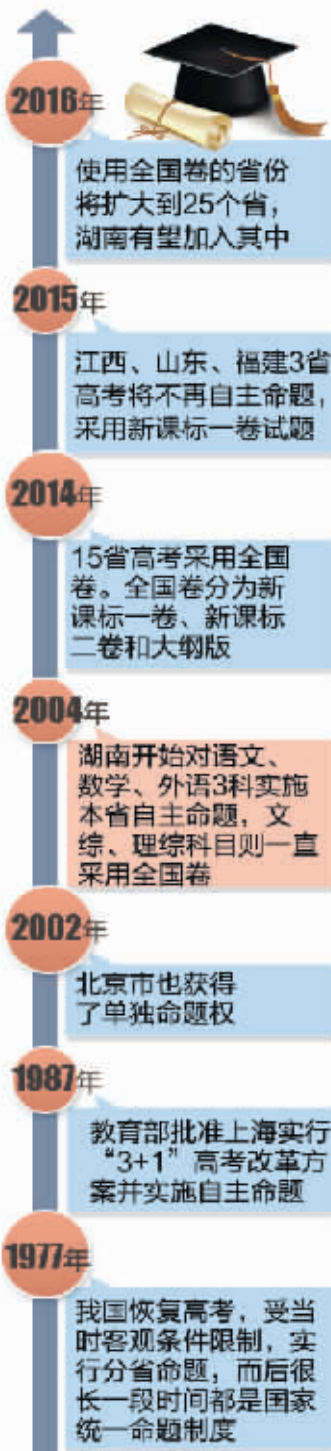 2016年
使用全国卷的省份
将扩大到25个省，
湖南有望加入其中
2015年
江西、山东、福建3省
高考将不再自主命题，
采用新课标一卷试题
2014年
15省高考采用全国
卷。全国卷分为新
课标一卷、新课标
二卷和大纲版
2004年
湖南开始对语文、
数学、外语3科实施
本省自主命题，文
综、理综科目则一直
采用全国卷
2002年
北京市也获得
了单独命题权
1987年
教育部批准上海实行
“3+1”高考改革方
案并实施自主命题
1977年
我国恢复高考，受当
时客观条件限制，实
行分省命题，而后很
长一段时间都是国家
统一命题制度